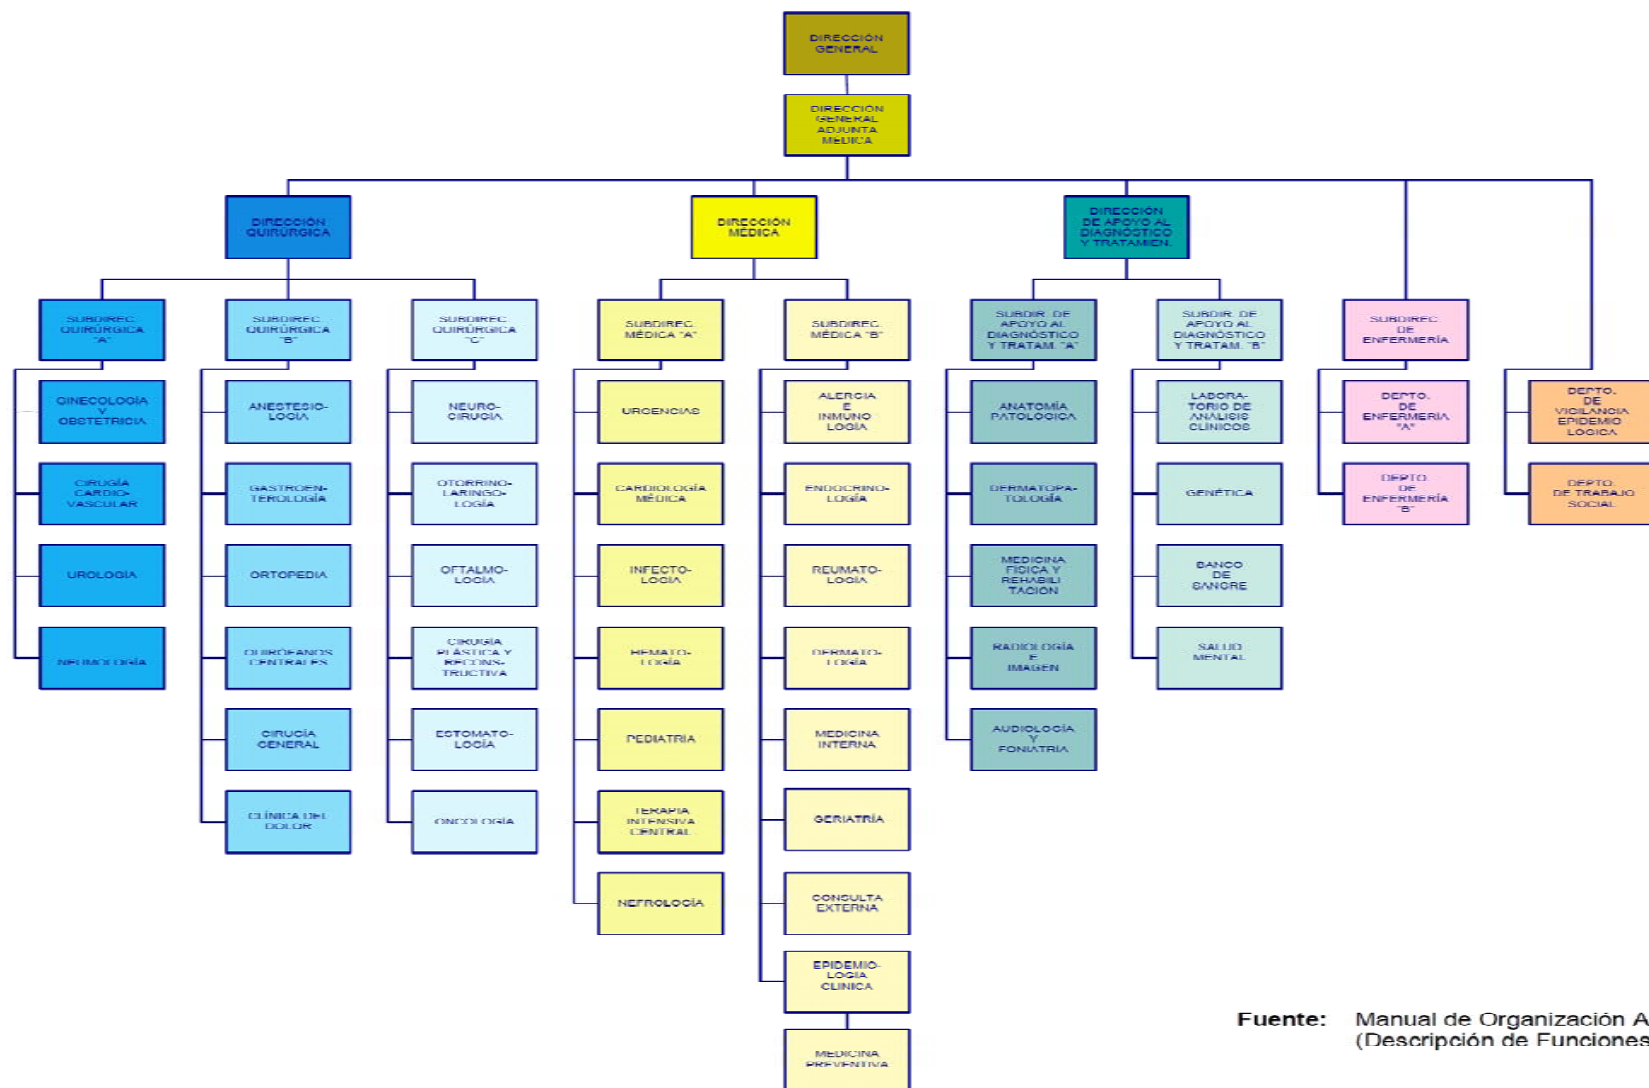 DIRECCIÓN
GENERAL
DIRECCIÓN
GENERAL
ADJUNTA
MÉDICA
DIRECCIÓN
QUIRÚRGICA
DIRECCIÓN
MÉDICA
DIRECCIÓN
DE APOYO AL
DIAGNÓSTICO
Y TRATAMIEN.
SUBDIREC.
QUIRÚRGICA
"A"
SUBDIREC.
QUIRÚRGICA
"B"
SUBDIREC.
QUIRÚRGICA
"C"
SUBDIREC.
MÉDICA "A"
SUBDIREC.
MÉDICA "B"
SUBDIR. DE
APOYO AL
DIAGNÓSTICO
Y TRATAM. "A"
SUBDIR. DE
APOYO AL
DIAGNÓSTICO
Y TRATAM. "B"
SUBDIREC.
DE
ENFERMERÍA
GINECOLOGÍA
Y
OBSTETRICIA
ANESTESIO-
LOGÍA
NEURO-
CIRUGÍA
URGENCIAS
ALERGIA
E
INMUNO
LOGÍA
ANATOMÍA
PATOLÓGICA
LABORA-
TORIO DE
ANÁLISIS
CLÍNICOS
DEPTO.
DE
ENFERMERÍA
"A"
DEPTO.
DE
VIGILANCIA
EPIDEMIO
LÓGICA
CIRUGÍA
CARDIO-
VASCULAR
GASTROEN-
TEROLOGÍA
OTORRINO-
LARINGO-
LOGÍA
CARDIOLOGÍA
MÉDICA
ENDOCRINO-
LOGÍA
DERMATOPA-
TOLOGÍA
GENÉTICA
DEPTO.
DE
ENFERMERÍA
"B"
DEPTO.
DE TRABAJO
SOCIAL
UROLOGÍA
ORTOPEDIA
OFTALMO-
LOGÍA
INFECTO-
LOGÍA
REUMATO-
LOGÍA
MEDICINA
FÍSICA Y
REHABILI
TACION
BANCO
DE
SANGRE
NEUMOLOGÍA
QUIRÓFANOS
CENTRALES
CIRUGÍA
PLÁSTICA Y
RECONS-
TRUCTIVA
HEMATO-
LOGÍA
DERMATO-
LOGÍA
RADIOLOGÍA
E
IMAGEN
SALUD
MENTAL
CIRUGÍA
GENERAL
ESTOMATO-
LOGÍA
PEDIATRÍA
MEDICINA
INTERNA
AUDIOLOGÍA
Y
FONIATRÍA
CLÍNICA DEL
DOLOR
ONCOLOGÍA
TERAPIA
INTENSIVA
CENTRAL
GERIATRÍA
NEFROLOGÍA
CONSULTA
EXTERNA
EPIDEMIO-
LOGIA
CLINICA
MEDICINA
PREVENTIVA
Fuente: Manual de Organización A
(Descripción de Funciones